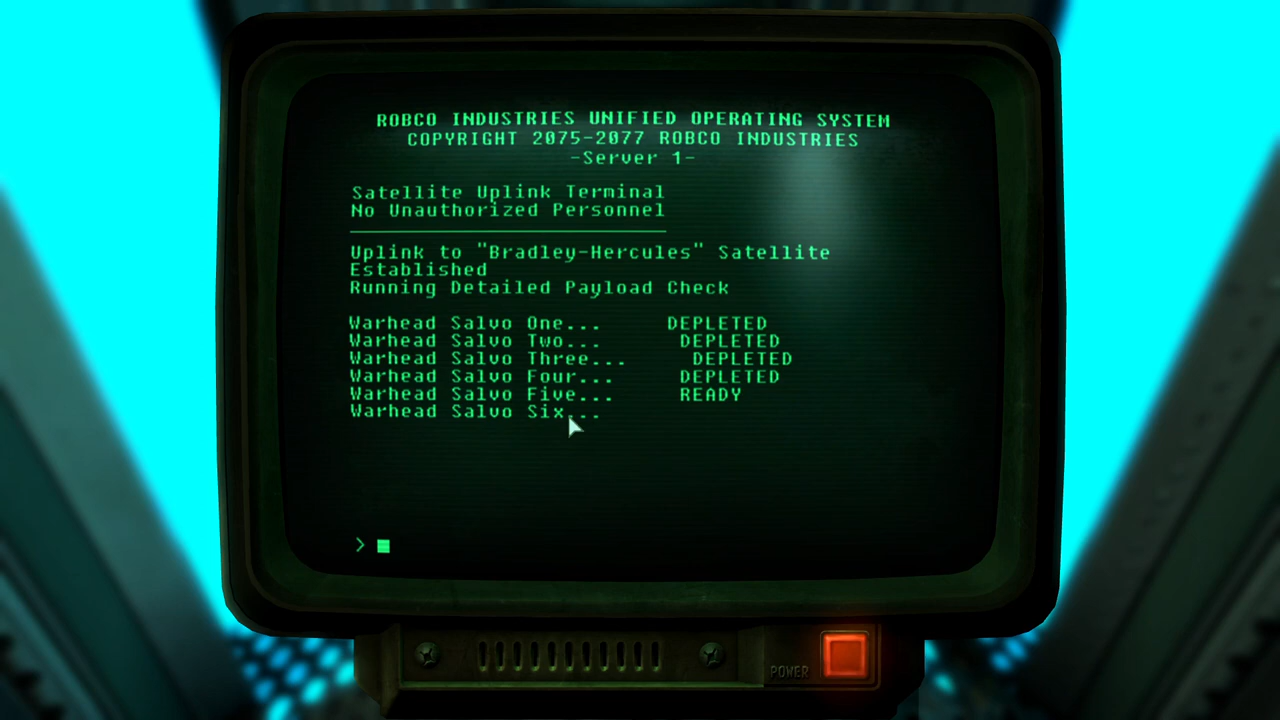 ROBCO INDUSTRIES UNIFIED OPERATING SYSTEM
COPYRIGHT 2075-2077 ROBCO INDUSTRIES
-Server 1-
Satellite Uplink Terminal
No Unauthorized Personnel
Uplink to "Bradley-Hercules" Satellite
Established
Running Detailed Payload Check
Warhead Salvo One... DEPLETED
Warhead Salvo Two... DEPLETED
Warhead Salvo Three... DEPLETED
Warhead Salvo Four... DEPLETED
Warhead Salvo Five... READY
Warhead Salvo Six...
>
POWER